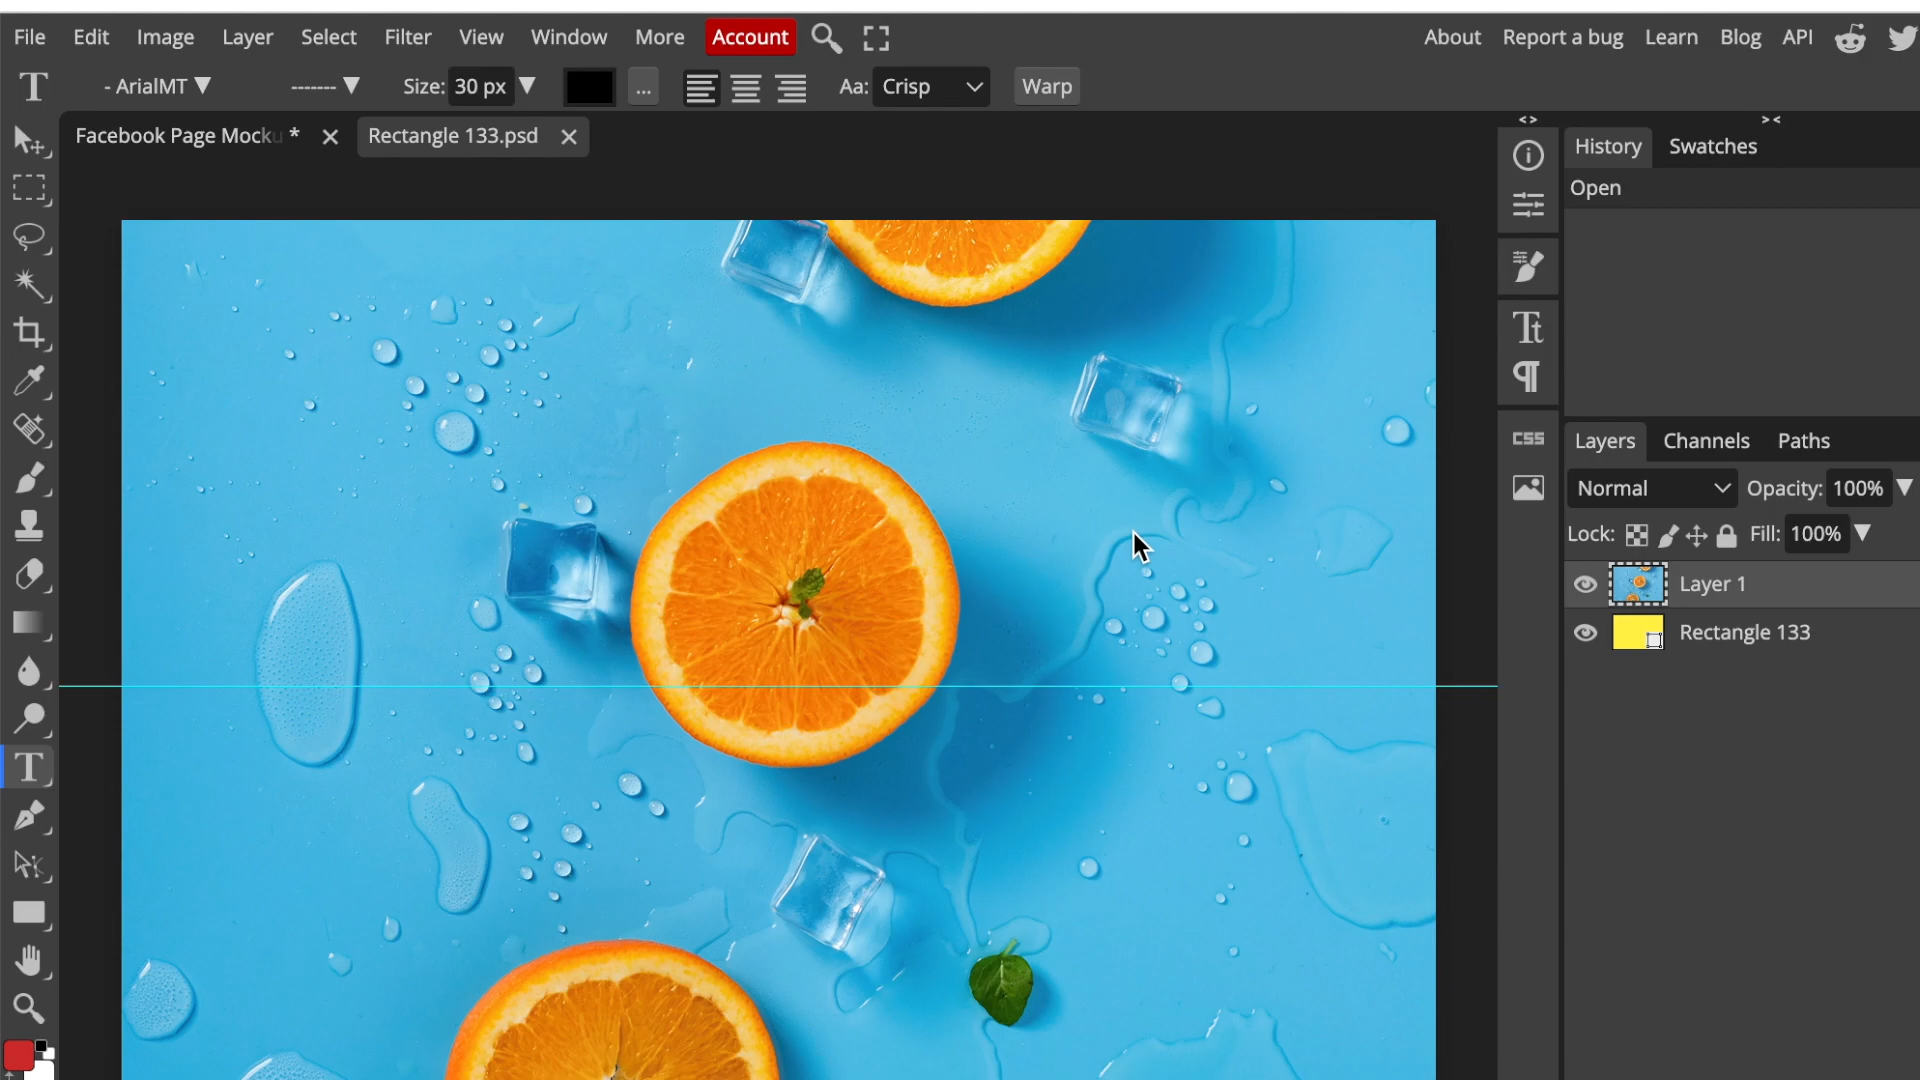 File Edit Image Layer Select Filter View Window More Account About Report a bug Learn Blog API
T - ArialMT ------- Size: 30 px ... Aa: Crisp Warp
Facebook Page Mocku * Rectangle 133.psd
History Swatches
Open
CSS
Layers Channels Paths
Normal Opacity: 100%
Lock: Fill: 100%
Layer 1
Rectangle 133